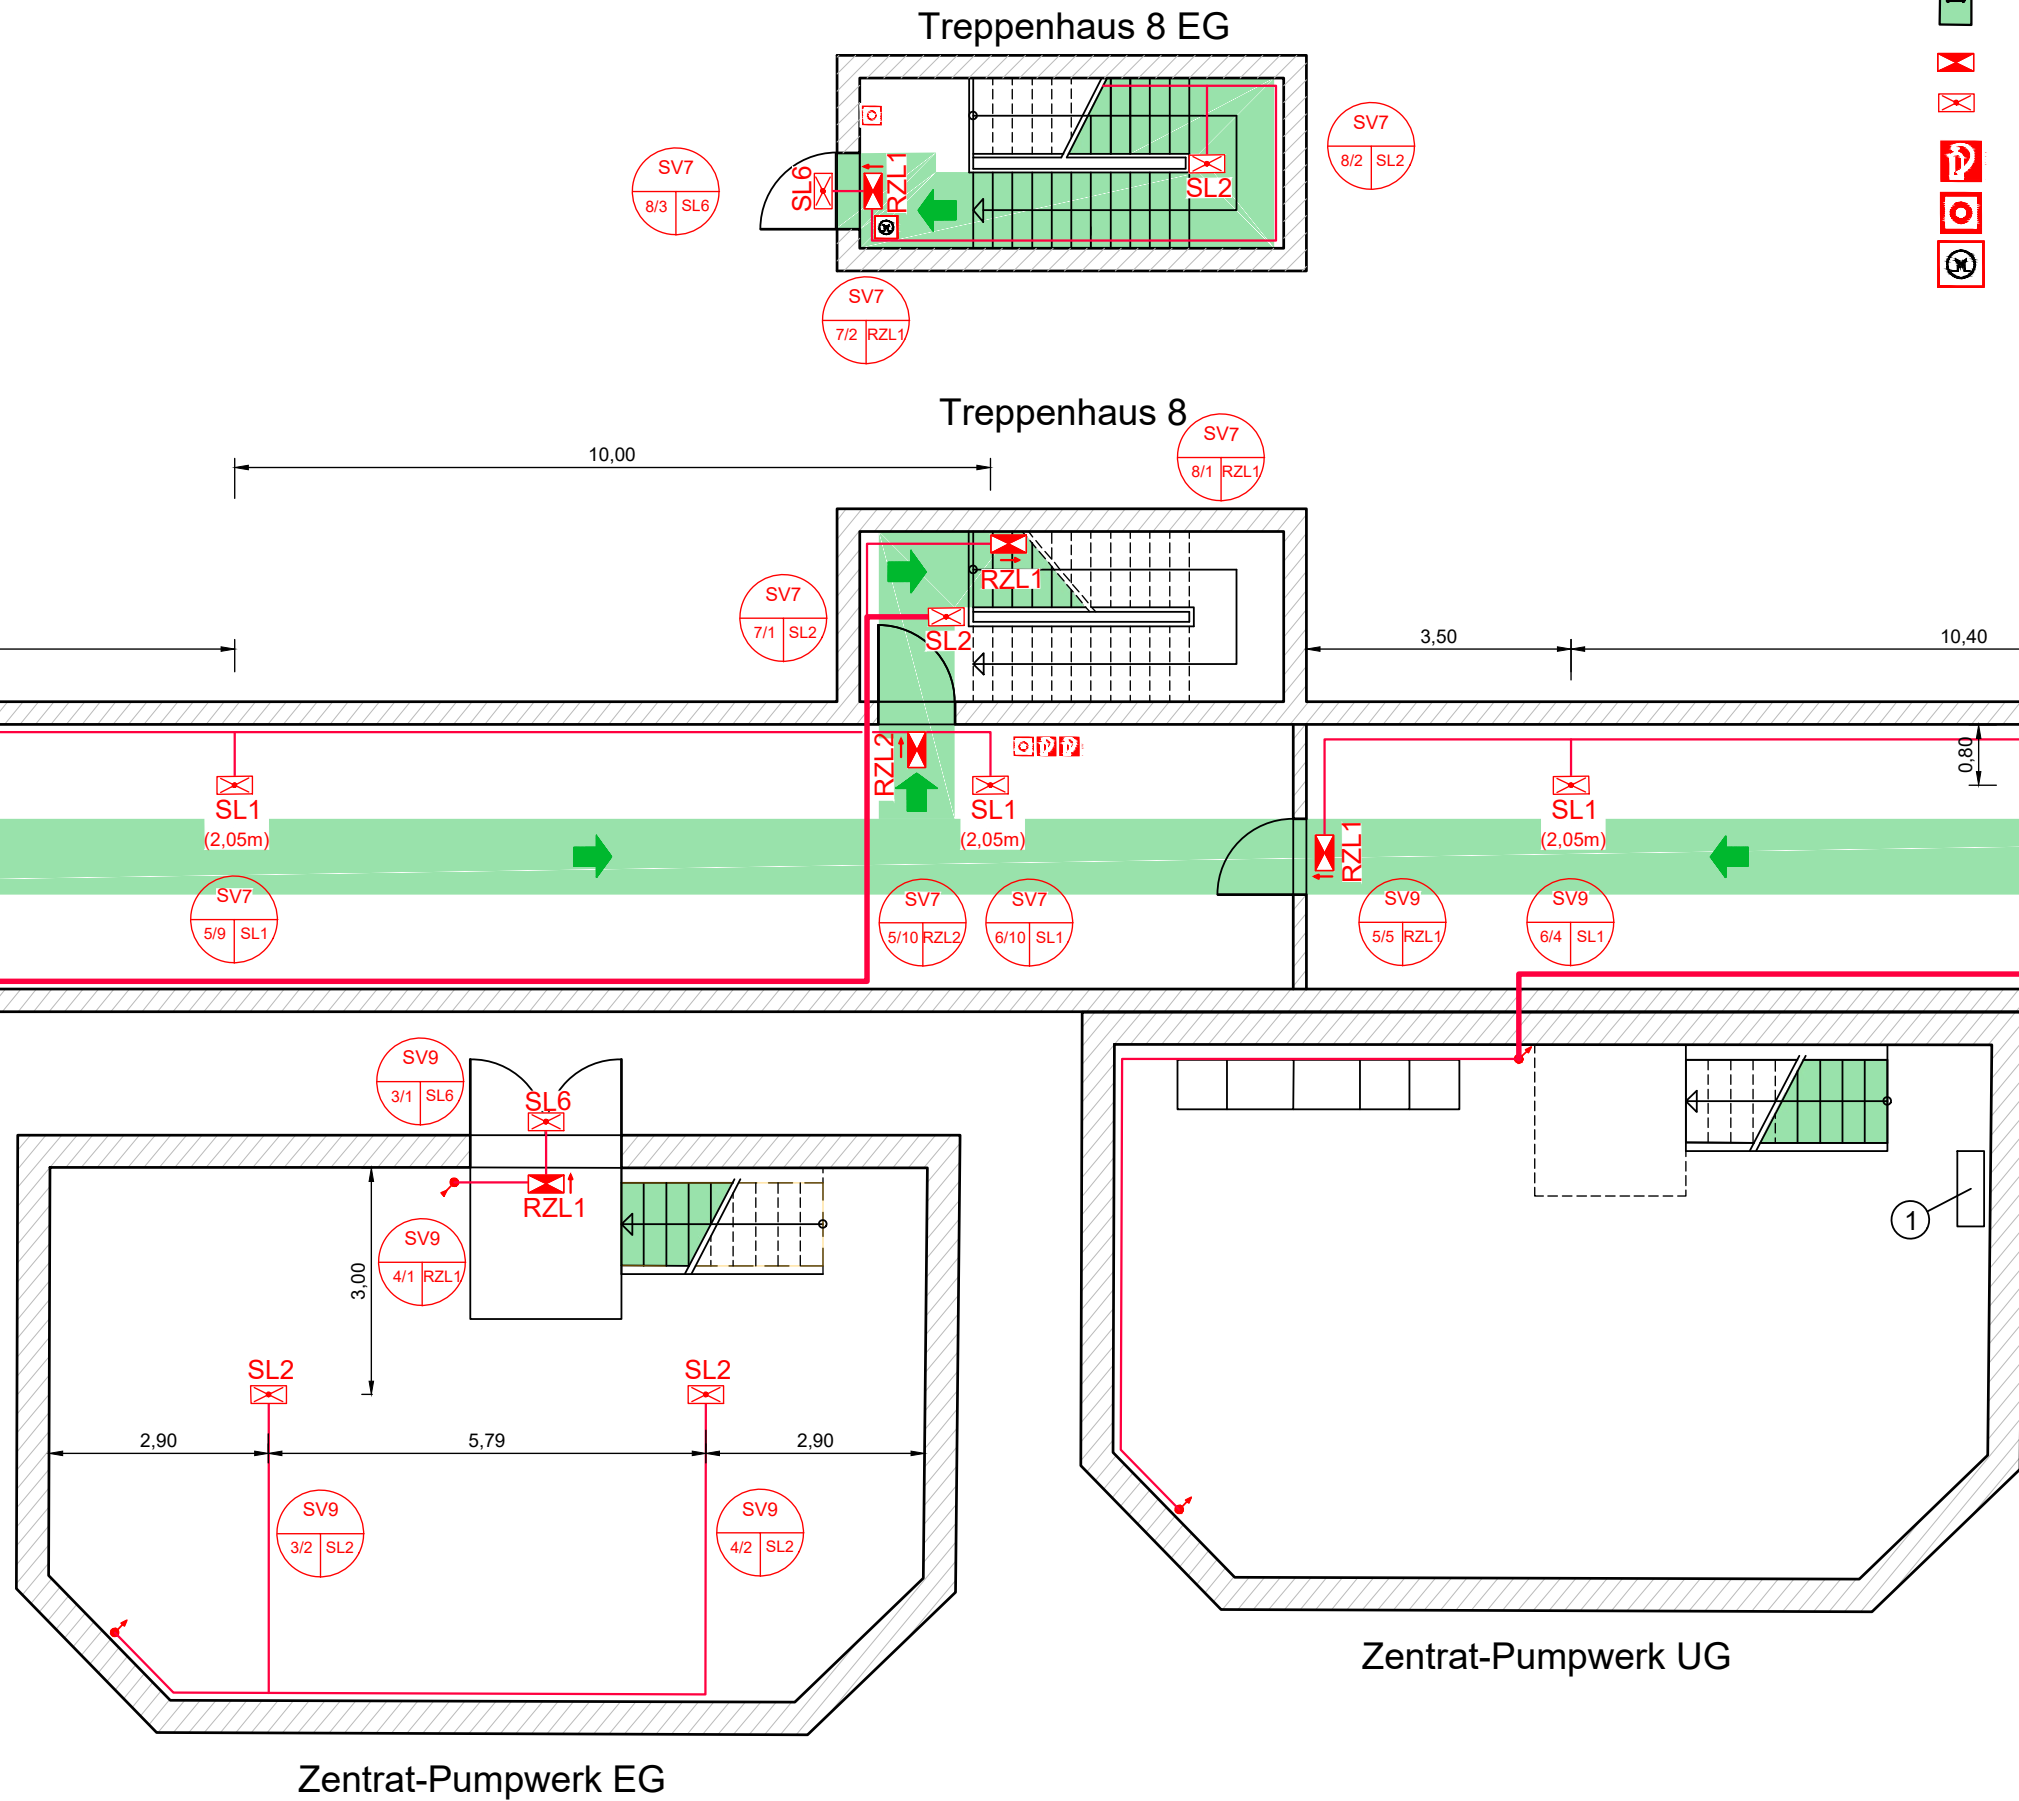 Treppenhaus 8 EG
SV7
8/2 SL2
SV7
8/3 SL6
SL6
RZL1
SL2
SV7
7/2 RZL1
Treppenhaus 8
SV7
8/1 RZL1
10,00
RZL1
SV7
7/1 SL2
SL2
3,50
10,40
RZL2
0,80
SL1
(2,05m)
SL1
(2,05m)
SL1
(2,05m)
RZL1
SV7
5/9 SL1
SV7
5/10 RZL2
SV7
6/10 SL1
SV9
5/5 RZL1
SV9
6/4 SL1
SV9
3/1 SL6
SL6
RZL1
SV9
4/1 RZL1
3,00
1
SL2
SL2
2,90
5,79
2,90
SV9
3/2 SL2
SV9
4/2 SL2
Zentrat-Pumpwerk UG
Zentrat-Pumpwerk EG